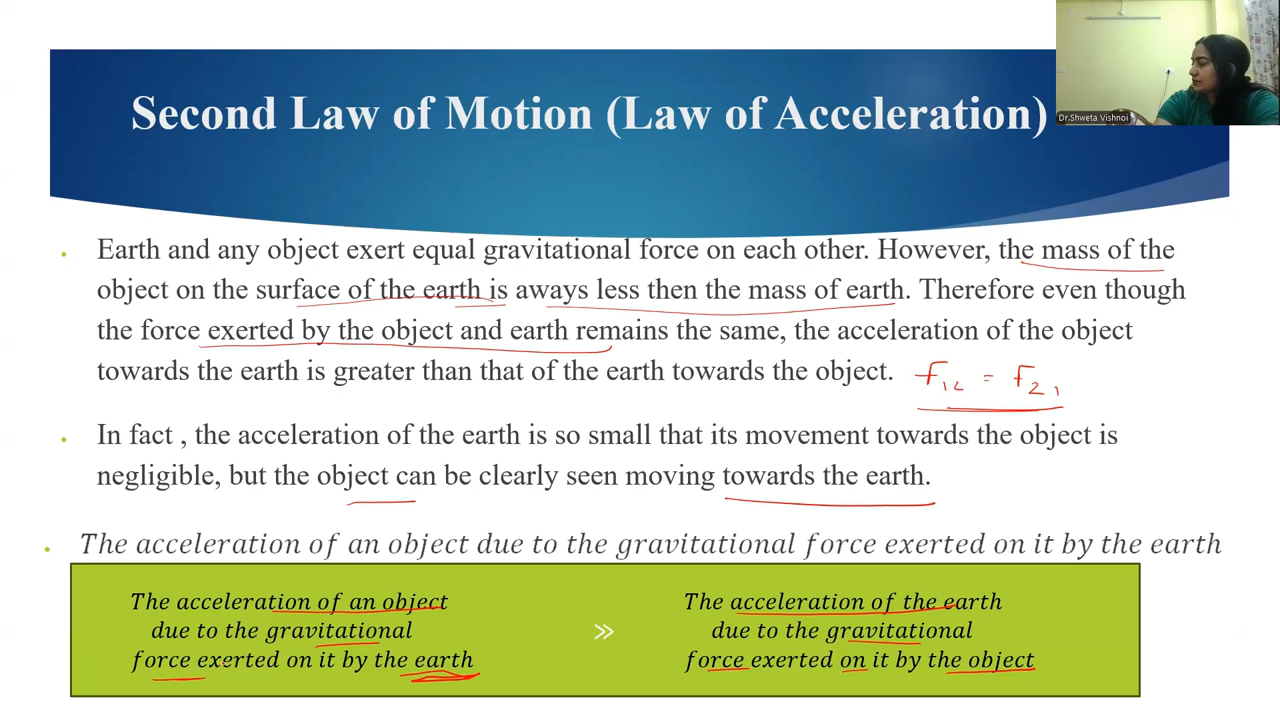 Second Law of Motion (Law of Acceleration)
Dr.Shweta Vishnoi
Earth and any object exert equal gravitational force on each other. However, the mass of the
object on the surface of the earth is aways less then the mass of earth. Therefore even though
the force exerted by the object and earth remains the same, the acceleration of the object
towards the earth is greater than that of the earth towards the object.
F12 = F21
In fact , the acceleration of the earth is so small that its movement towards the object is
negligible, but the object can be clearly seen moving towards the earth.
The acceleration of an object due to the gravitational force exerted on it by the earth
The acceleration of an object
due to the gravitational
force exerted on it by the earth
≫
The acceleration of the earth
due to the gravitational
force exerted on it by the object